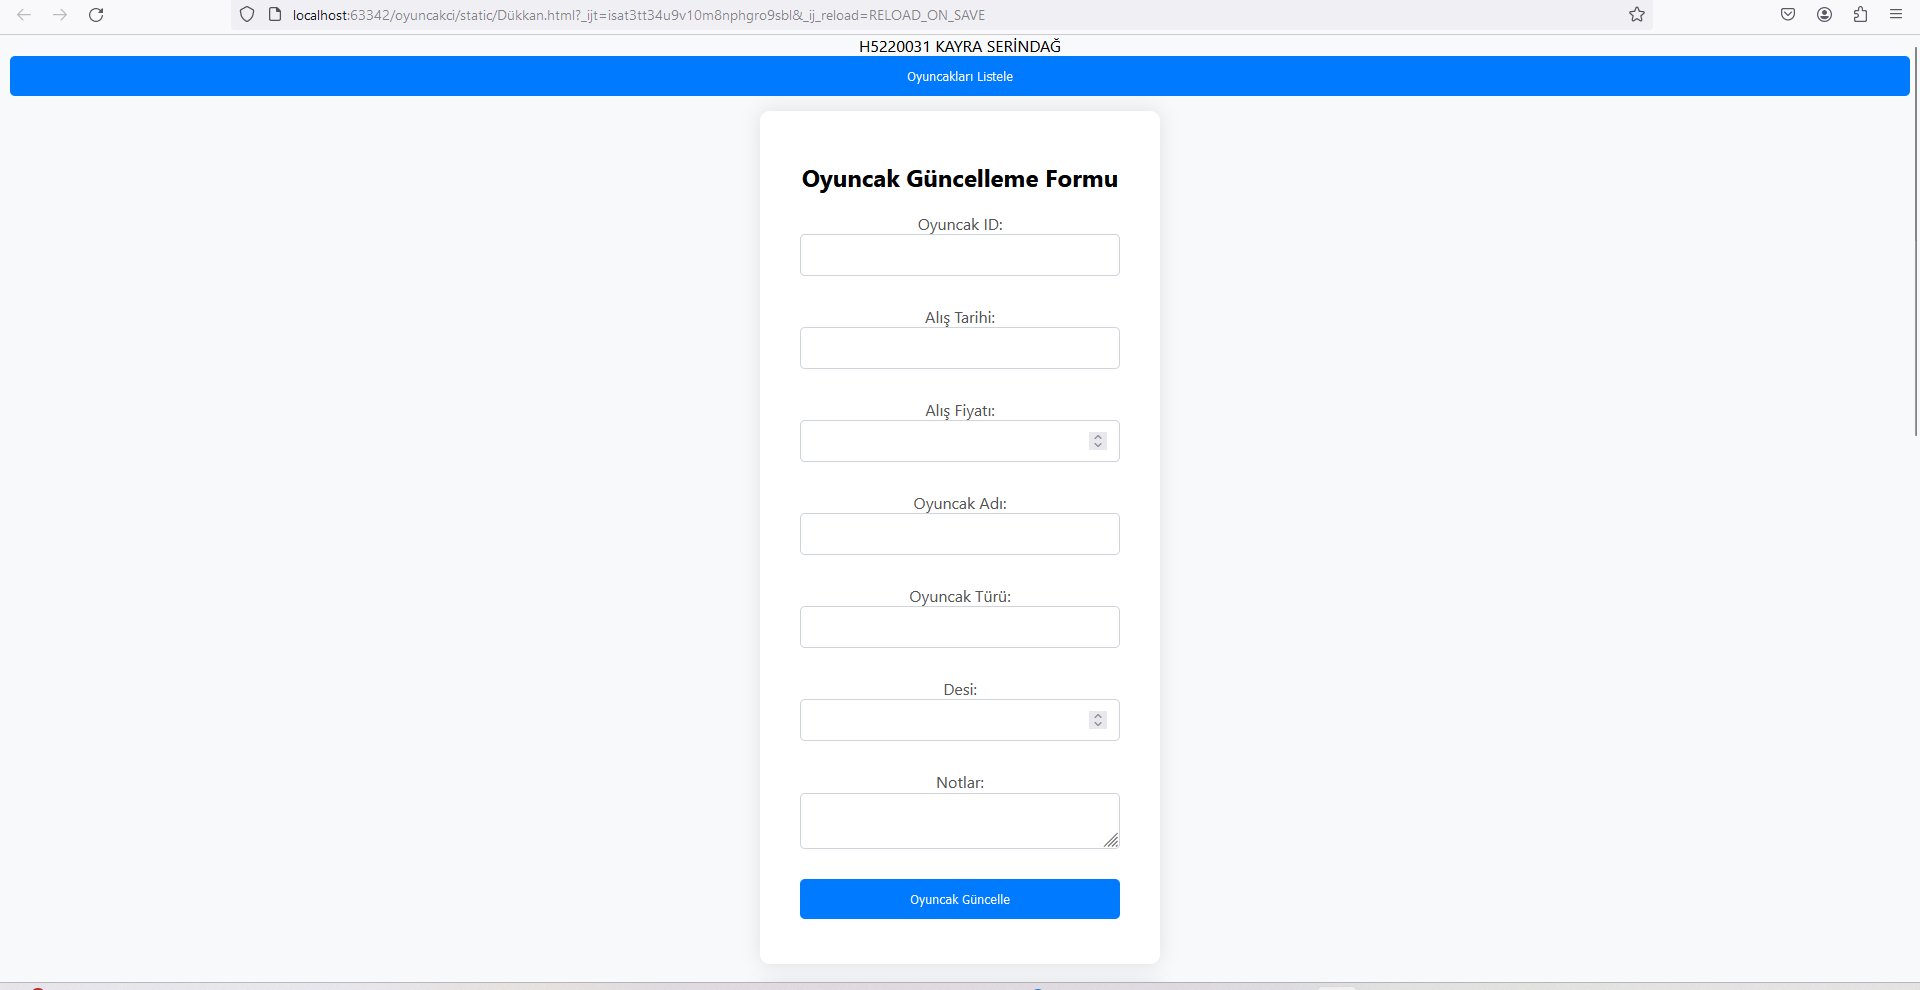 localhost:63342/oyuncakci/static/Dükkan.html?_ijt=isat3tt34u9v10m8nphgro9sbl&_ij_reload=RELOAD_ON_SAVE
H5220031 KAYRA SERİNDAĞ
Oyuncakları Listele
Oyuncak Güncelleme Formu
Oyuncak ID:
Alış Tarihi:
Alış Fiyatı:
Oyuncak Adı:
Oyuncak Türü:
Desi:
Notlar:
Oyuncak Güncelle